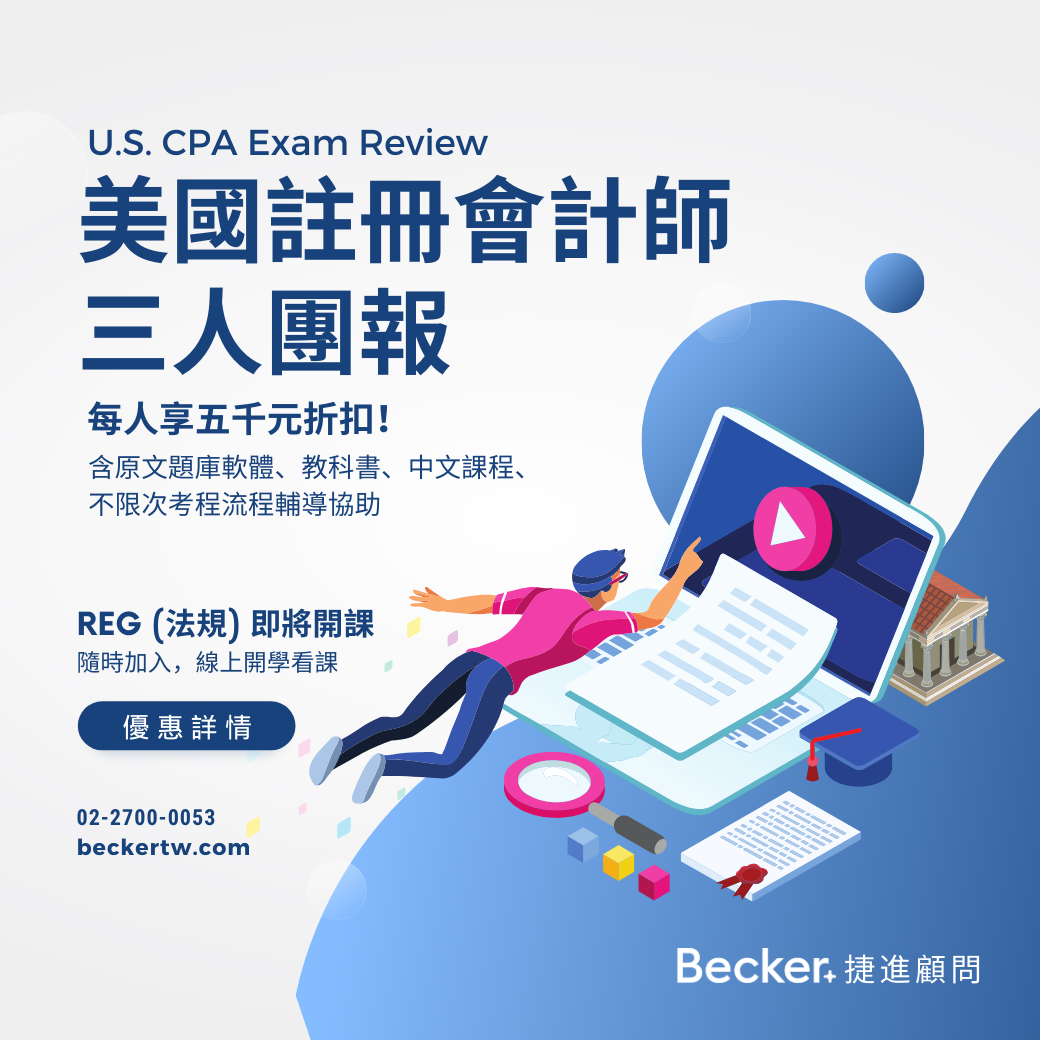 U.S. CPA Exam Review
美國註冊會計師
三人團報
每人享五千元折扣!
含原文題庫軟體、教科書、中文課程、
不限次考程流程輔導協助
REG (法規) 即將開課
隨時加入，線上開學看課
優惠詳情
02-2700-0053
beckertw.com
Becker. 捷進顧問